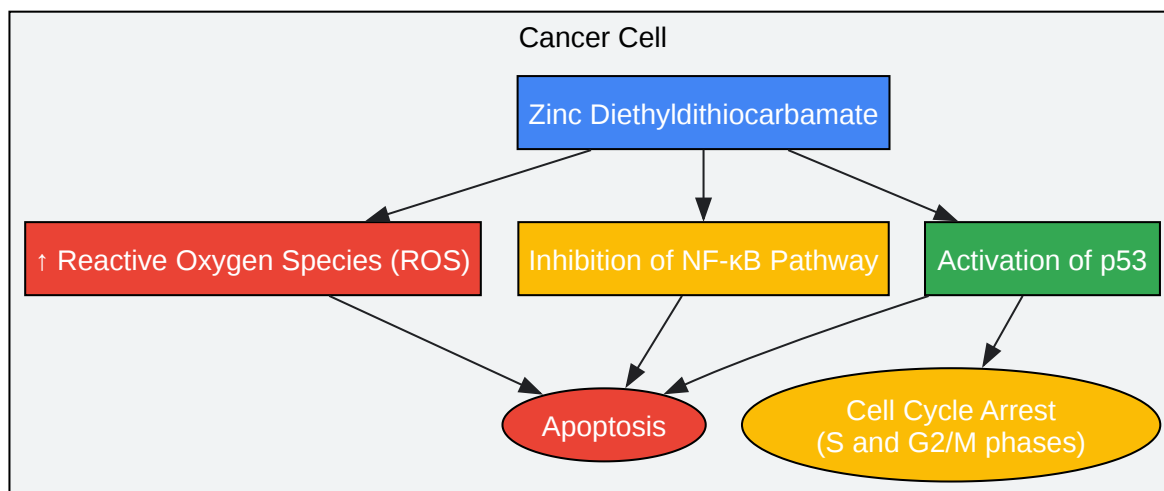 Cancer Cell
Zinc Diethyldithiocarbamate
↑ Reactive Oxygen Species (ROS)
Inhibition of NF-κB Pathway
Activation of p53
Apoptosis
Cell Cycle Arrest
(S and G2/M phases)